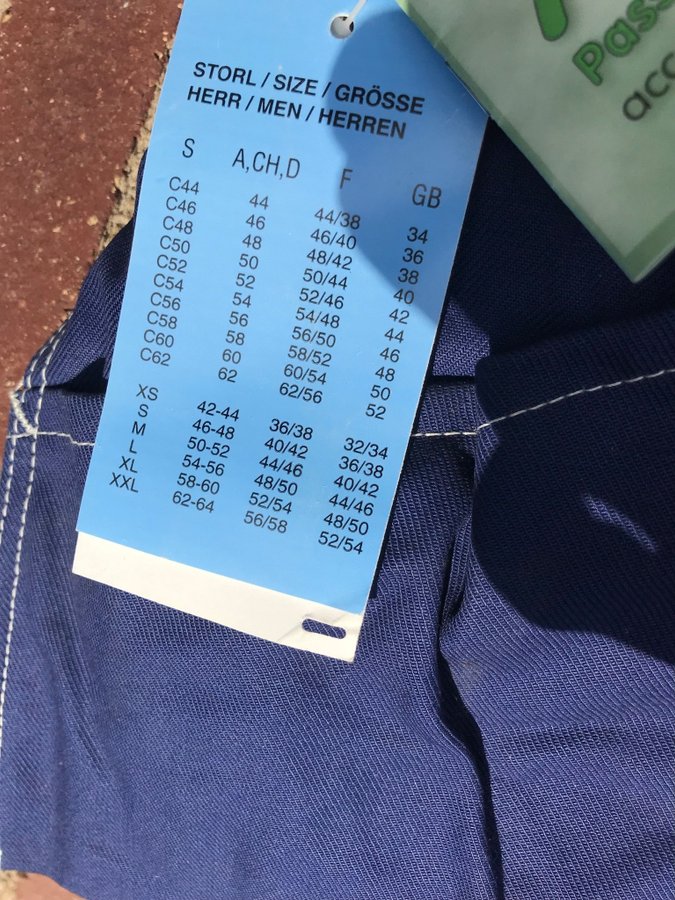 STORL / SIZE / GRÖSSE
HERR / MEN / HERREN
S A,CH,D F GB
C44 44 44/38 34
C46 46 46/40 36
C48 48 48/42 38
C50 50 50/44 40
C52 52 52/46 42
C54 54 54/48 44
C56 56 56/50 46
C58 58 58/52 48
C60 60 60/54 50
C62 62 62/56 52
XS 42-44 36/38 32/34
S 46-48 40/42 36/38
M 50-52 44/46 40/42
L 54-56 48/50 44/46
XL 58-60 52/54 48/50
XXL 62-64 56/58 52/54
Pass
acc